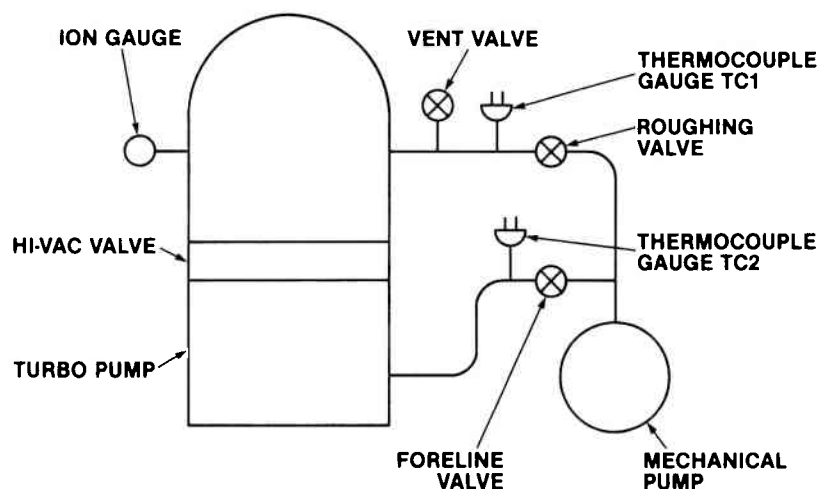 ION GAUGE
VENT VALVE
THERMOCOUPLE
GAUGE TC1
ROUGHING
VALVE
HI-VAC VALVE
THERMOCOUPLE
GAUGE TC2
TURBO PUMP
FORELINE
VALVE
MECHANICAL
PUMP